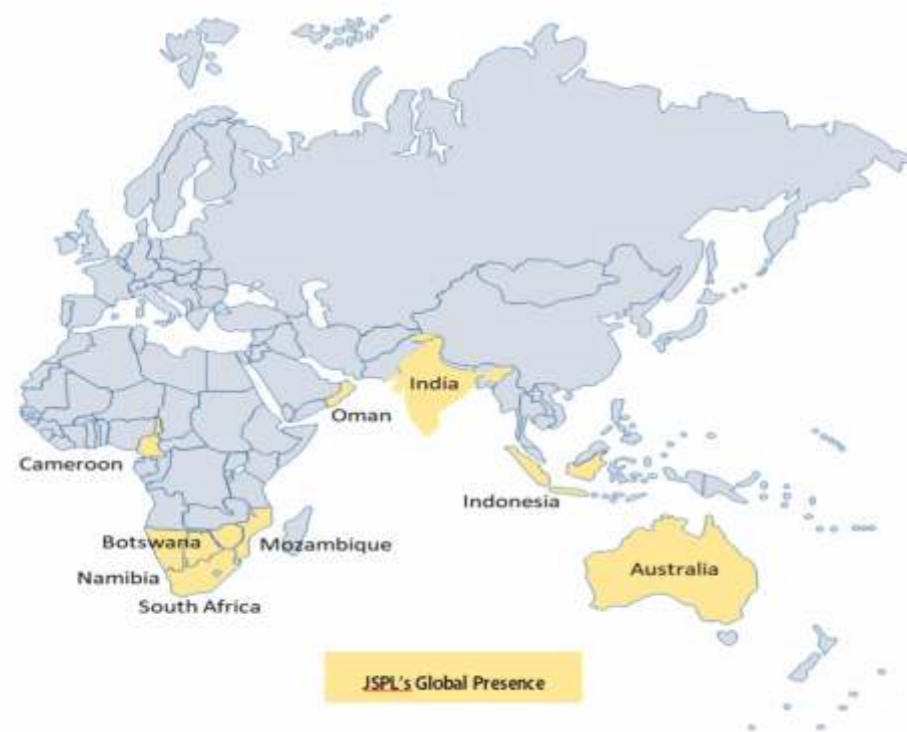 India
Oman
Cameroon
Indonesia
Botswana
Mozambique
Australia
Namibia
South Africa
JSPL's Global Presence